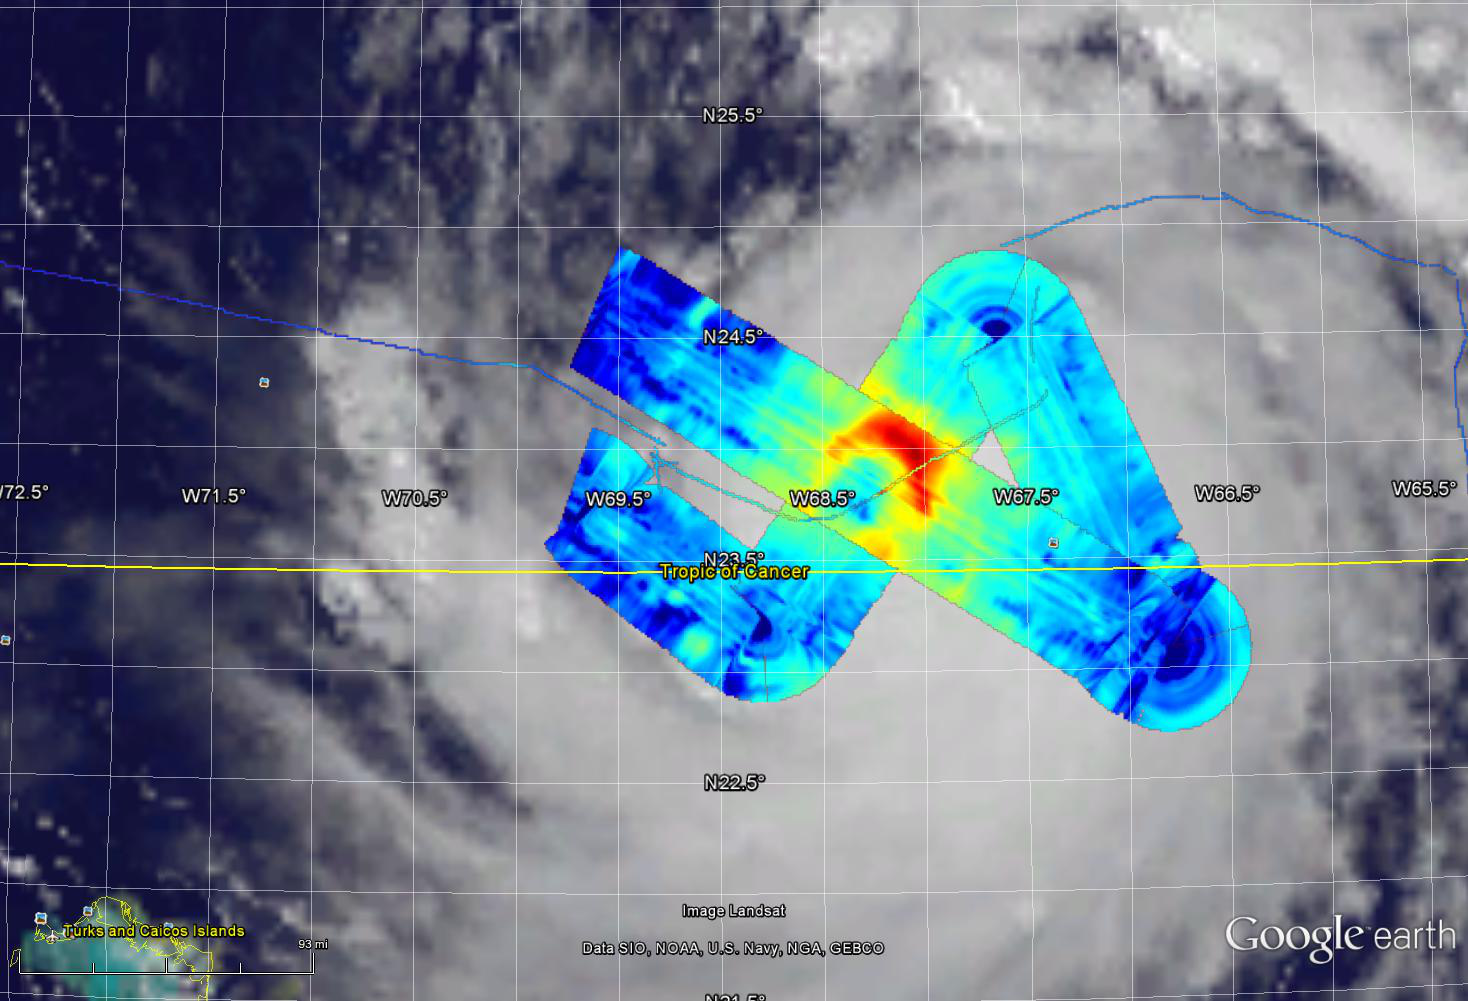 N25.5°
N24.5°
W72.5°
W71.5°
W70.5°
W69.5°
W68.5°
W67.5°
W66.5°
W65.5°
N23.5°
Tropic of Cancer
N22.5°
Image Landsat
Turks and Caicos Islands
93 mi
Data SIO, NOAA, U.S. Navy, NGA, GEBCO
Google earth
N21.5°